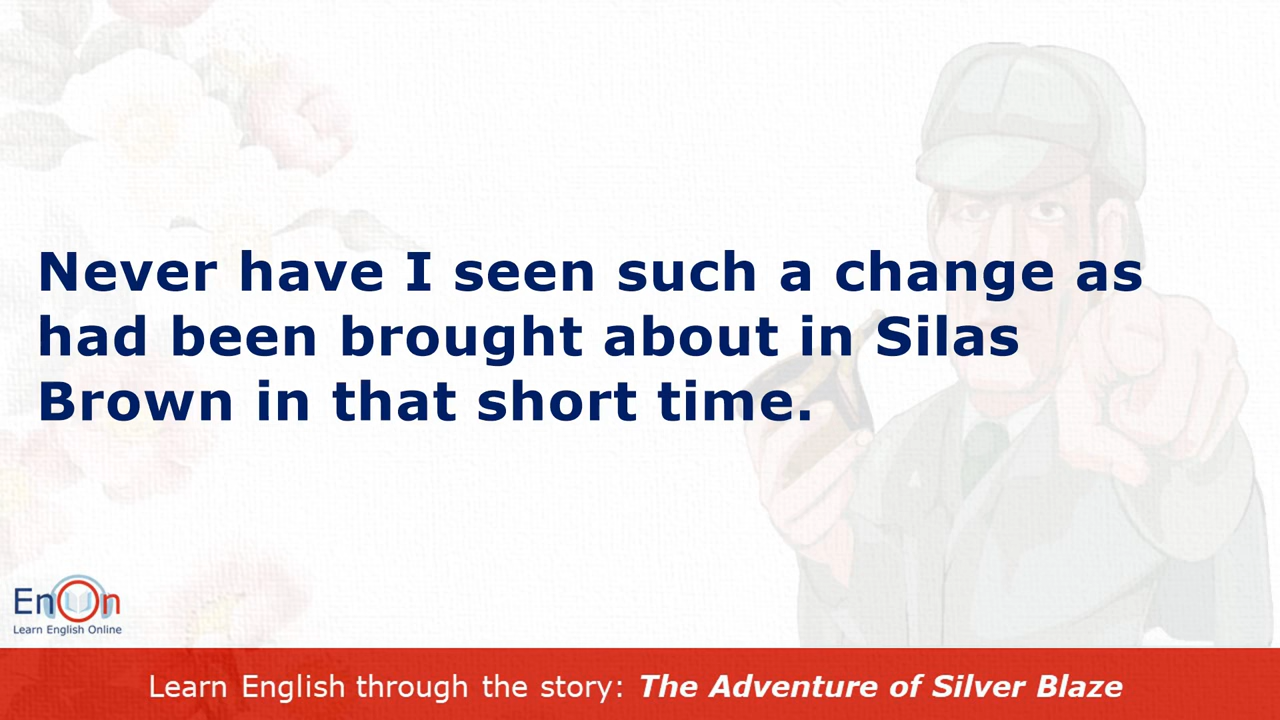 Never have I seen such a change as
had been brought about in Silas
Brown in that short time.
EnOn
Learn English Online
Learn English through the story: The Adventure of Silver Blaze